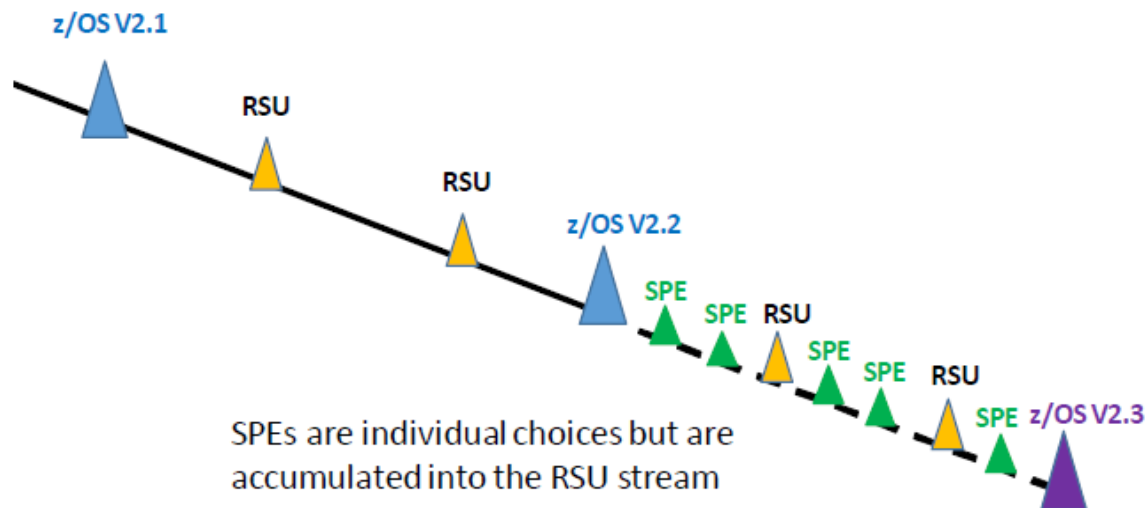 z/OS V2.1
RSU
RSU
z/OS V2.2
SPE
SPE
RSU
SPE
SPE
RSU
SPE
z/OS V2.3
SPEs are individual choices but are
accumulated into the RSU stream